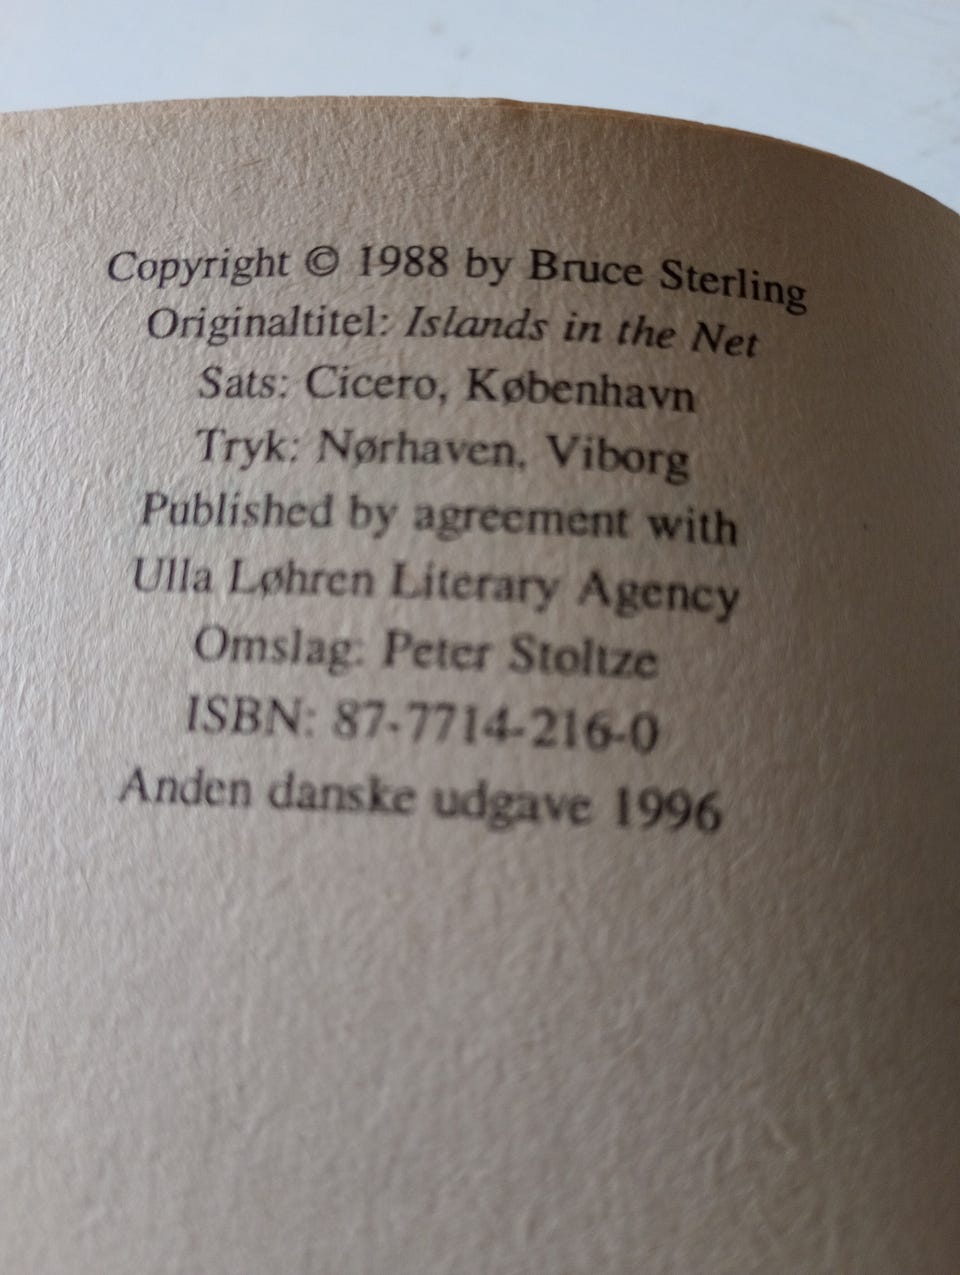 Copyright © 1988 by Bruce Sterling
Originaltitel: Islands in the Net
Sats: Cicero, København
Tryk: Nørhaven, Viborg
Published by agreement with
Ulla Løhren Literary Agency
Omslag: Peter Stoltze
ISBN: 87-7714-216-0
Anden danske udgave 1996